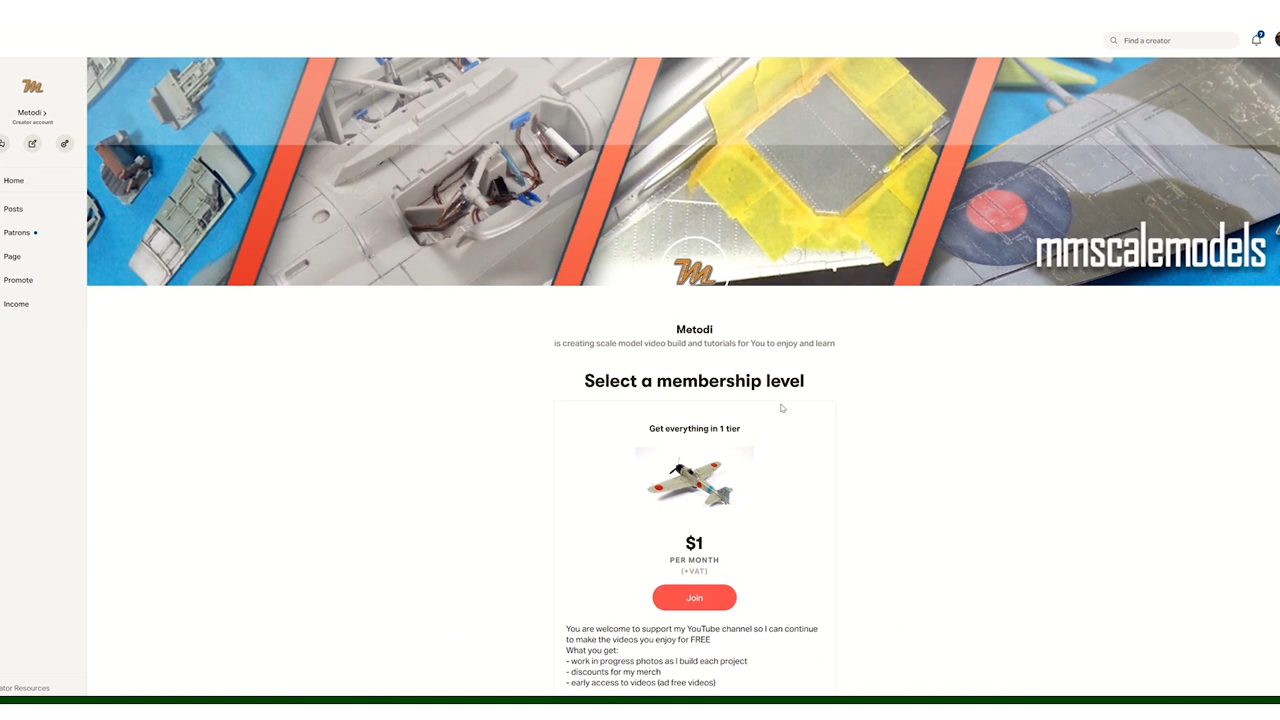 Find a creator
7
M
Metodi >
Creator account
Home
Posts
Patrons
Page
Promote
Income
ator Resources
mmscalemodels
M
Metodi
is creating scale model video build and tutorials for You to enjoy and learn
Select a membership level
Get everything in 1 tier
$1
PER MONTH
(+VAT)
Join
You are welcome to support my YouTube channel so I can continue
to make the videos you enjoy for FREE
What you get:
- work in progress photos as I build each project
- discounts for my merch
- early access to videos (ad free videos)